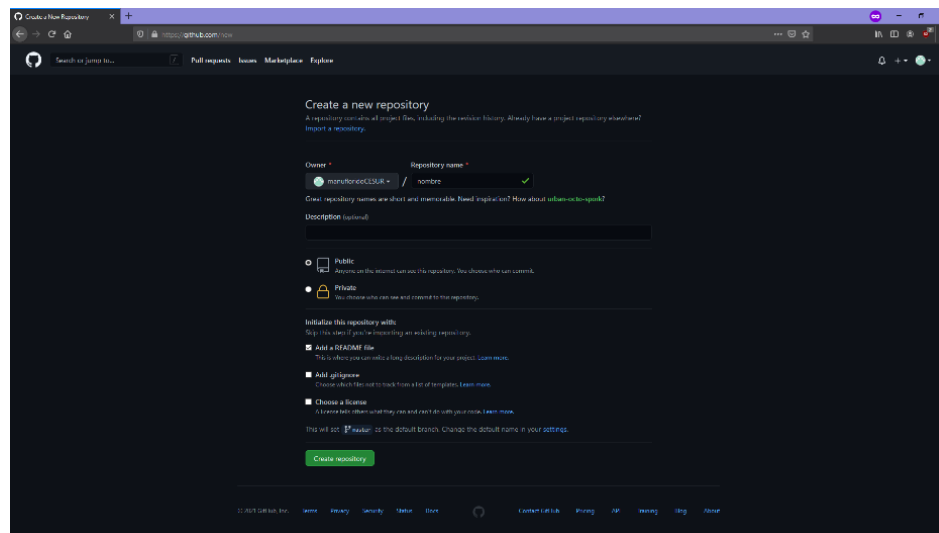 Create a New Repository
https://github.com/new
Search or jump to...
/
Pull requests Issues Marketplace Explore
Create a new repository
A repository contains all project files, including the revision history. Already have a project repository elsewhere?
Import a repository.
Owner * Repository name *
manufloridoCESUR / nombre
Great repository names are short and memorable. Need inspiration? How about urban-octo-spork?
Description (optional)
Public
Anyone on the internet can see this repository. You choose who can commit.
Private
You choose who can see and commit to this repository.
Initialize this repository with:
Skip this step if you're importing an existing repository.
Add a README file
This is where you can write a long description for your project. Learn more.
Add .gitignore
Choose which files not to track from a list of templates. Learn more.
Choose a license
A license tells others what they can and can't do with your code. Learn more.
This will set master as the default branch. Change the default name in your settings.
Create repository
© 2021 GitHub, Inc. Terms Privacy Security Status Docs Contact GitHub Pricing API Training Blog About